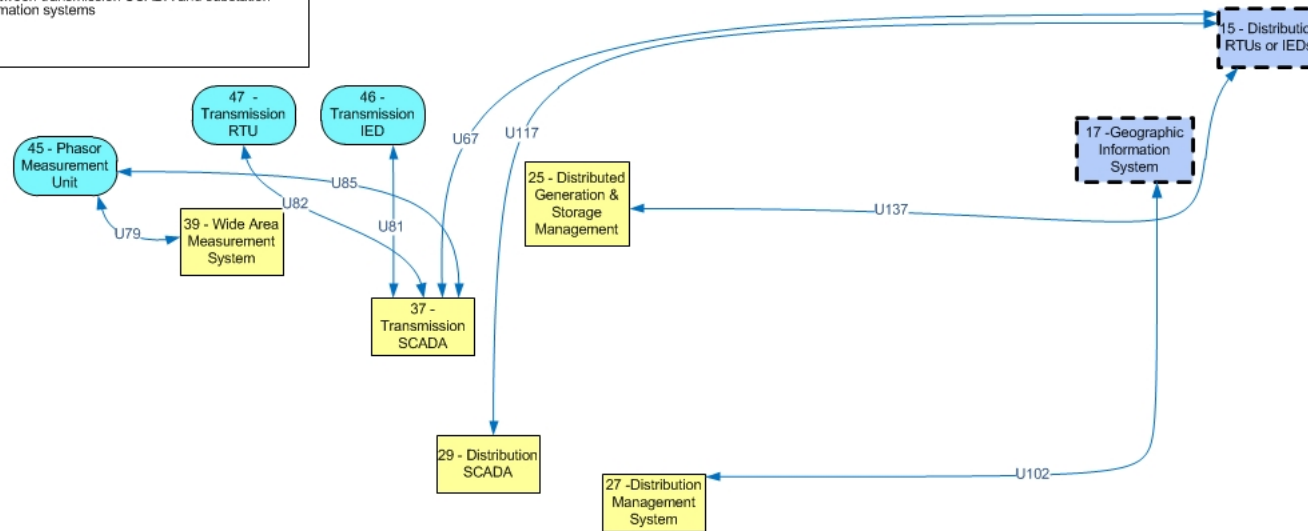 mation systems
15 - Distributio
RTUs or IEDs
47 -
Transmission
RTU
46 -
Transmission
IED
U67
U117
17 -Geographic
Information
System
45 - Phasor
Measurement
Unit
25 - Distributed
Generation &
Storage
Management
U85
U82
U81
U137
U79
39 - Wide Area
Measurement
System
37 -
Transmission
SCADA
29 - Distribution
SCADA
27 -Distribution
Management
System
U102